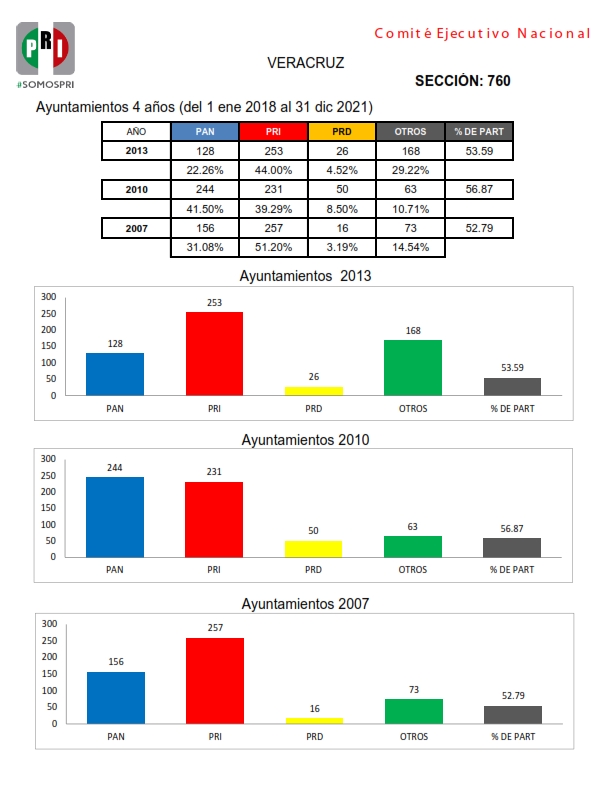 PRI
#SOMOSPRI
Comité Ejecutivo Nacional
VERACRUZ
SECCIÓN: 760
Ayuntamientos 4 años (del 1 ene 2018 al 31 dic 2021)
AÑO PAN PRI PRD OTROS % DE PART
2013 128 253 26 168 53.59
22.26% 44.00% 4.52% 29.22%
2010 244 231 50 63 56.87
41.50% 39.29% 8.50% 10.71%
2007 156 257 16 73 52.79
31.08% 51.20% 3.19% 14.54%
Ayuntamientos 2013
300
250
200
150
100
50
0
128 253 26 168 53.59
PAN PRI PRD OTROS % DE PART
Ayuntamientos 2010
300
250
200
150
100
50
0
244 231 50 63 56.87
PAN PRI PRD OTROS % DE PART
Ayuntamientos 2007
300
250
200
150
100
50
0
156 257 16 73 52.79
PAN PRI PRD OTROS % DE PART